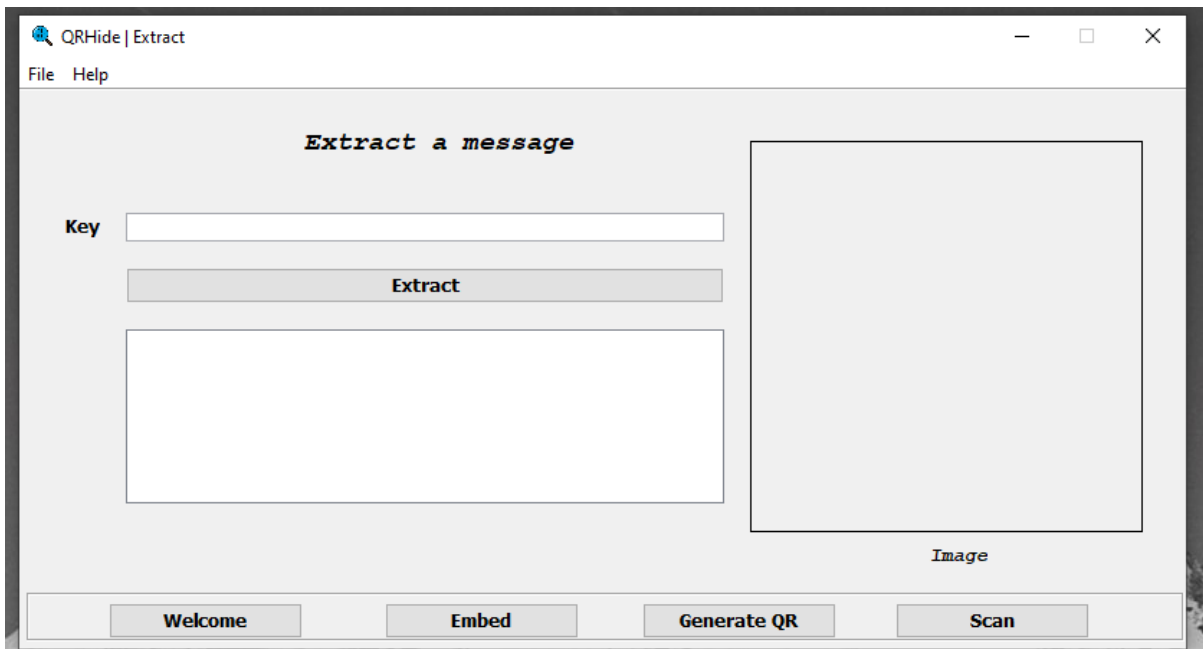 QRHide | Extract
File Help
Extract a message
Key
Extract
Image
Welcome Embed Generate QR Scan